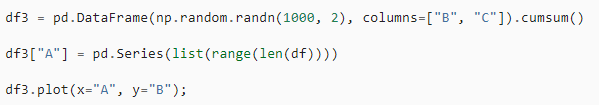 df3 = pd.DataFrame(np.random.randn(1000, 2), columns=["B", "C"]).cumsum()
df3["A"] = pd.Series(list(range(len(df))))
df3.plot(x="A", y="B");